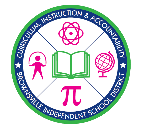 CURRICULUM, INSTRUCTION & ACCOUNTABILITY
BROWNSVILLE INDEPENDENT SCHOOL DISTRICT
π